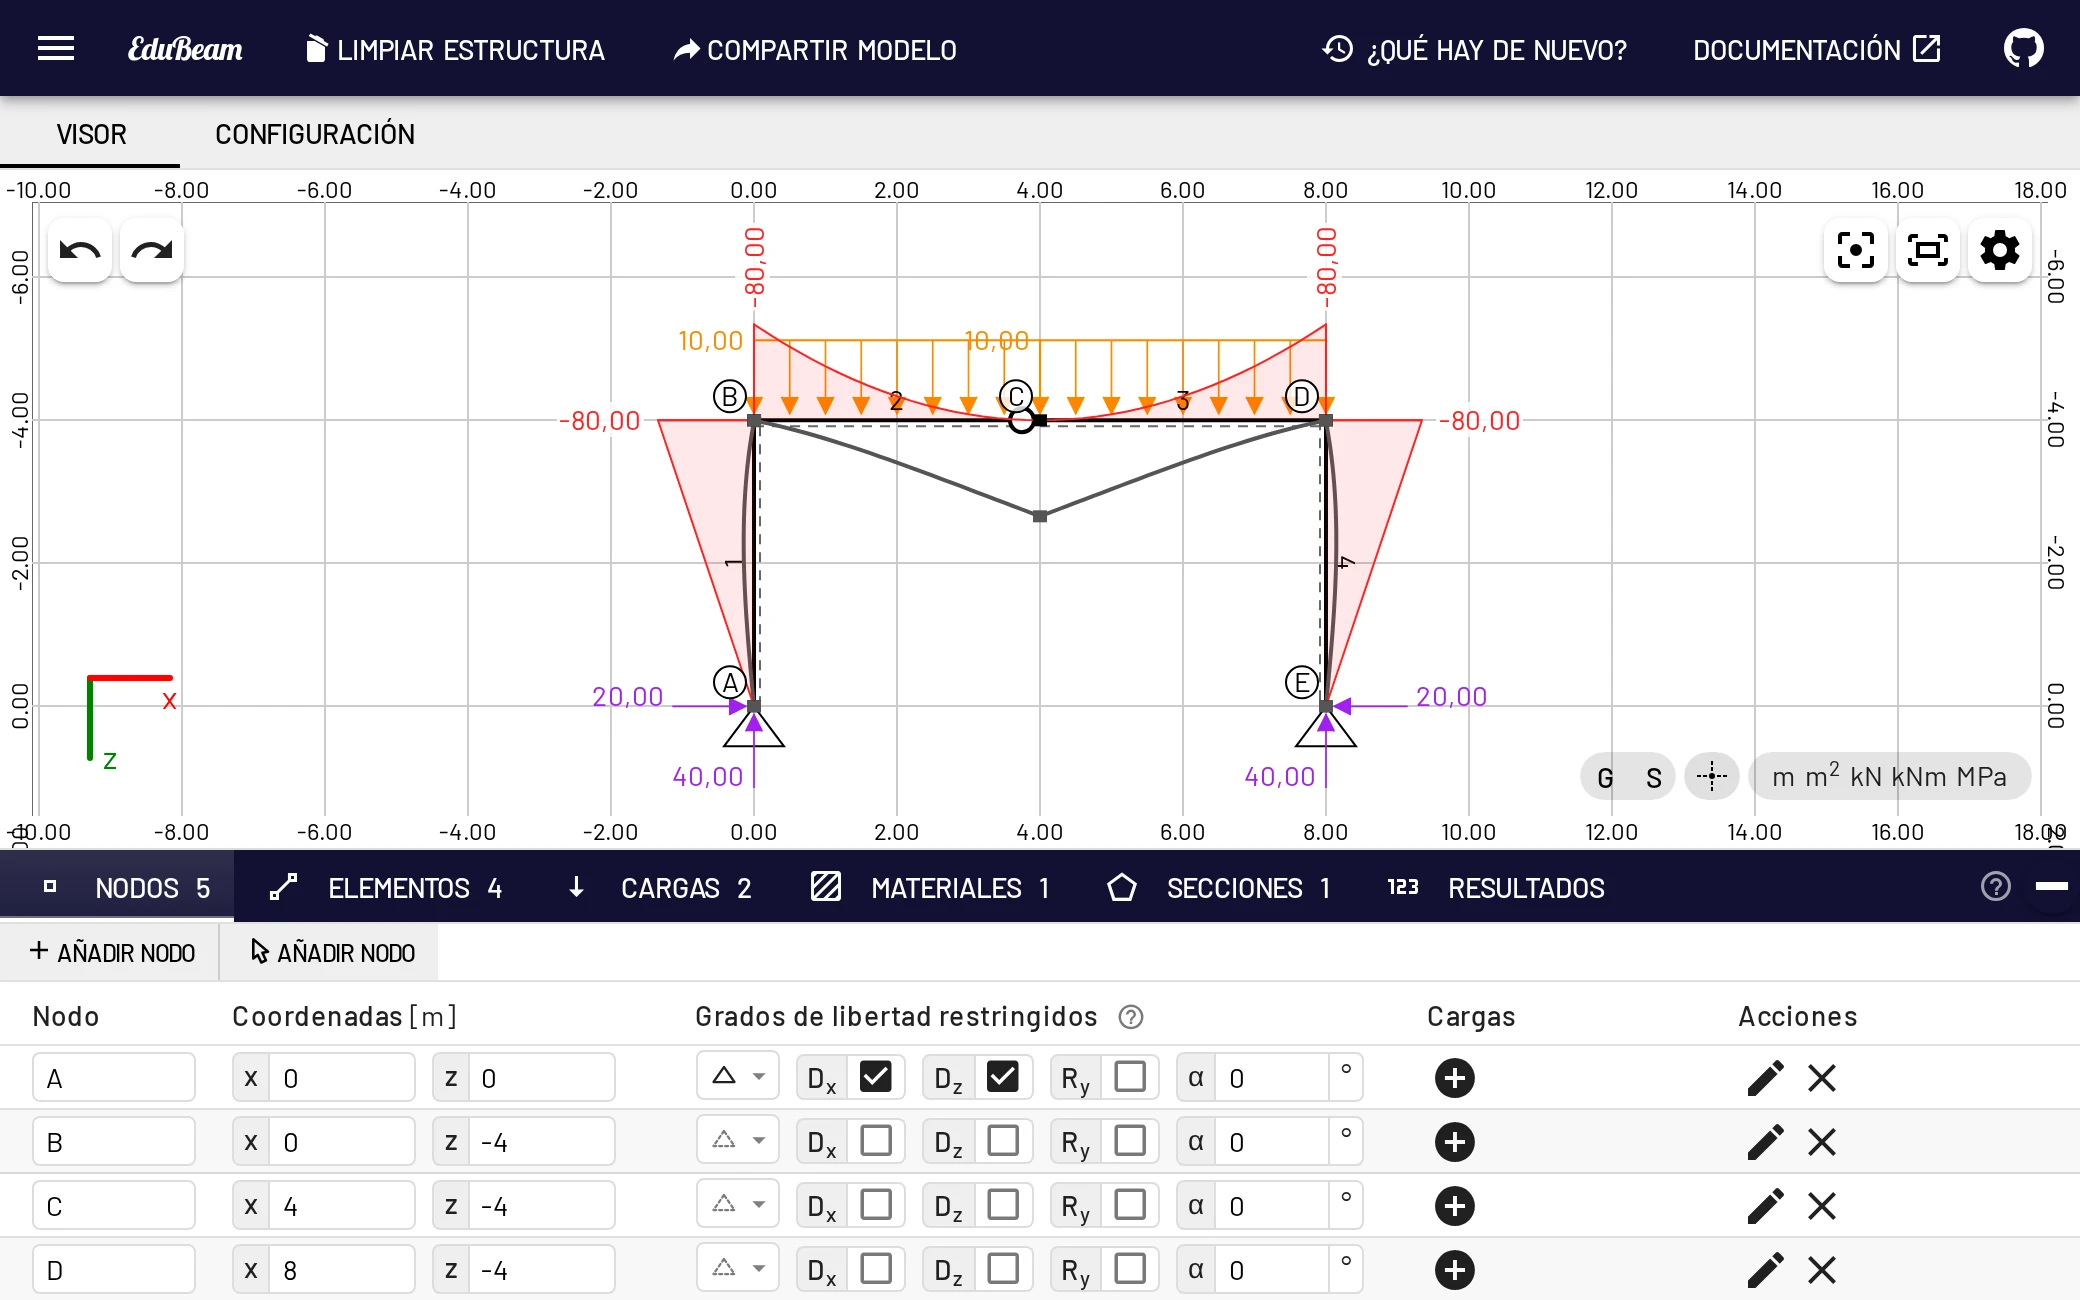 EduBeam LIMPIAR ESTRUCTURA COMPARTIR MODELO ¿QUÉ HAY DE NUEVO? DOCUMENTACIÓN
VISOR CONFIGURACIÓN
-10.00 -8.00 -6.00 -4.00 -2.00 0.00 2.00 4.00 6.00 8.00 10.00 12.00 14.00 16.00 18.00
-80,00 -80,00
-6.00 -6.00
10,00 10,00
B 2 C 3 D
-4.00 -80,00 -80,00 -4.00
-2.00 1 4 -2.00
A E
20,00 20,00
0.00 0.00
x
z
40,00 40,00
G S m m² kN kNm MPa
-10.00 -8.00 -6.00 -4.00 -2.00 0.00 2.00 4.00 6.00 8.00 10.00 12.00 14.00 16.00 18.00
NODOS 5 ELEMENTOS 4 CARGAS 2 MATERIALES 1 SECCIONES 1 123 RESULTADOS ?
+ AÑADIR NODO AÑADIR NODO
Nodo Coordenadas [m] Grados de libertad restringidos ? Cargas Acciones
A x 0 z 0 Dx Dz Ry α 0 °
B x 0 z -4 Dx Dz Ry α 0 °
C x 4 z -4 Dx Dz Ry α 0 °
D x 8 z -4 Dx Dz Ry α 0 °